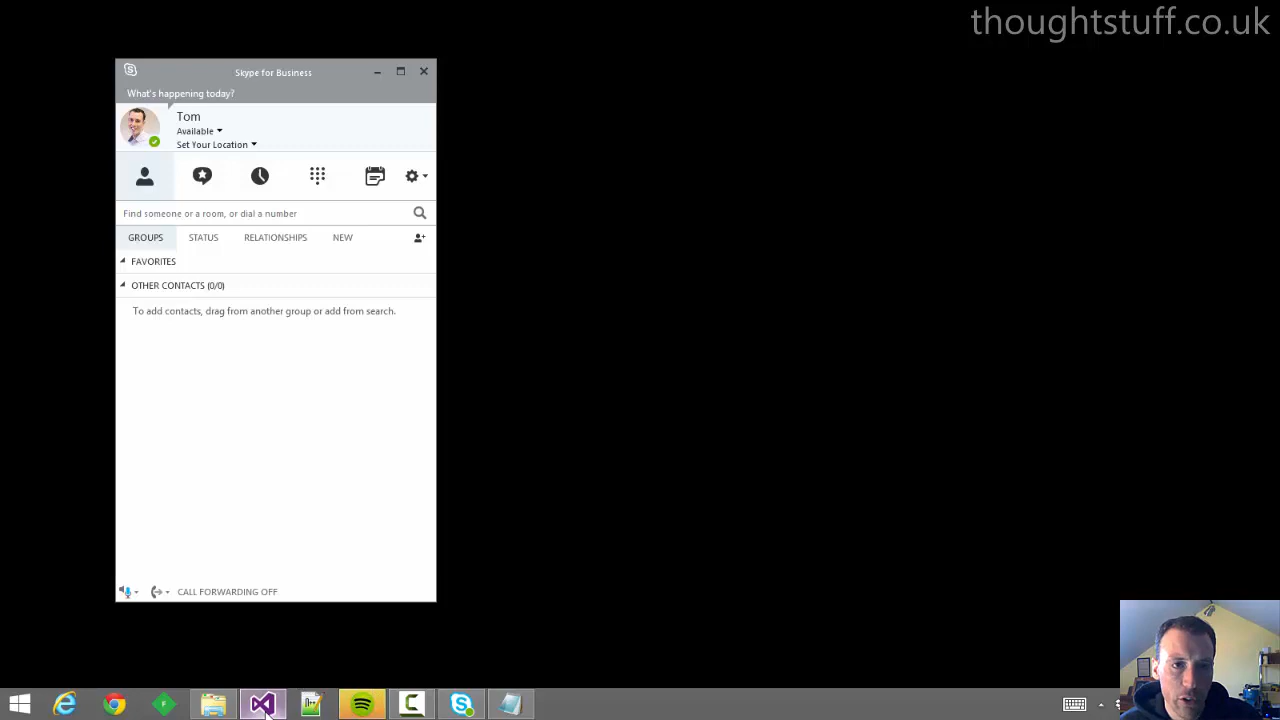 thoughtstuff.co.uk
Skype for Business
What's happening today?
Tom
Available
Set Your Location
Find someone or a room, or dial a number
GROUPS STATUS RELATIONSHIPS NEW
FAVORITES
OTHER CONTACTS (0/0)
To add contacts, drag from another group or add from search.
CALL FORWARDING OFF